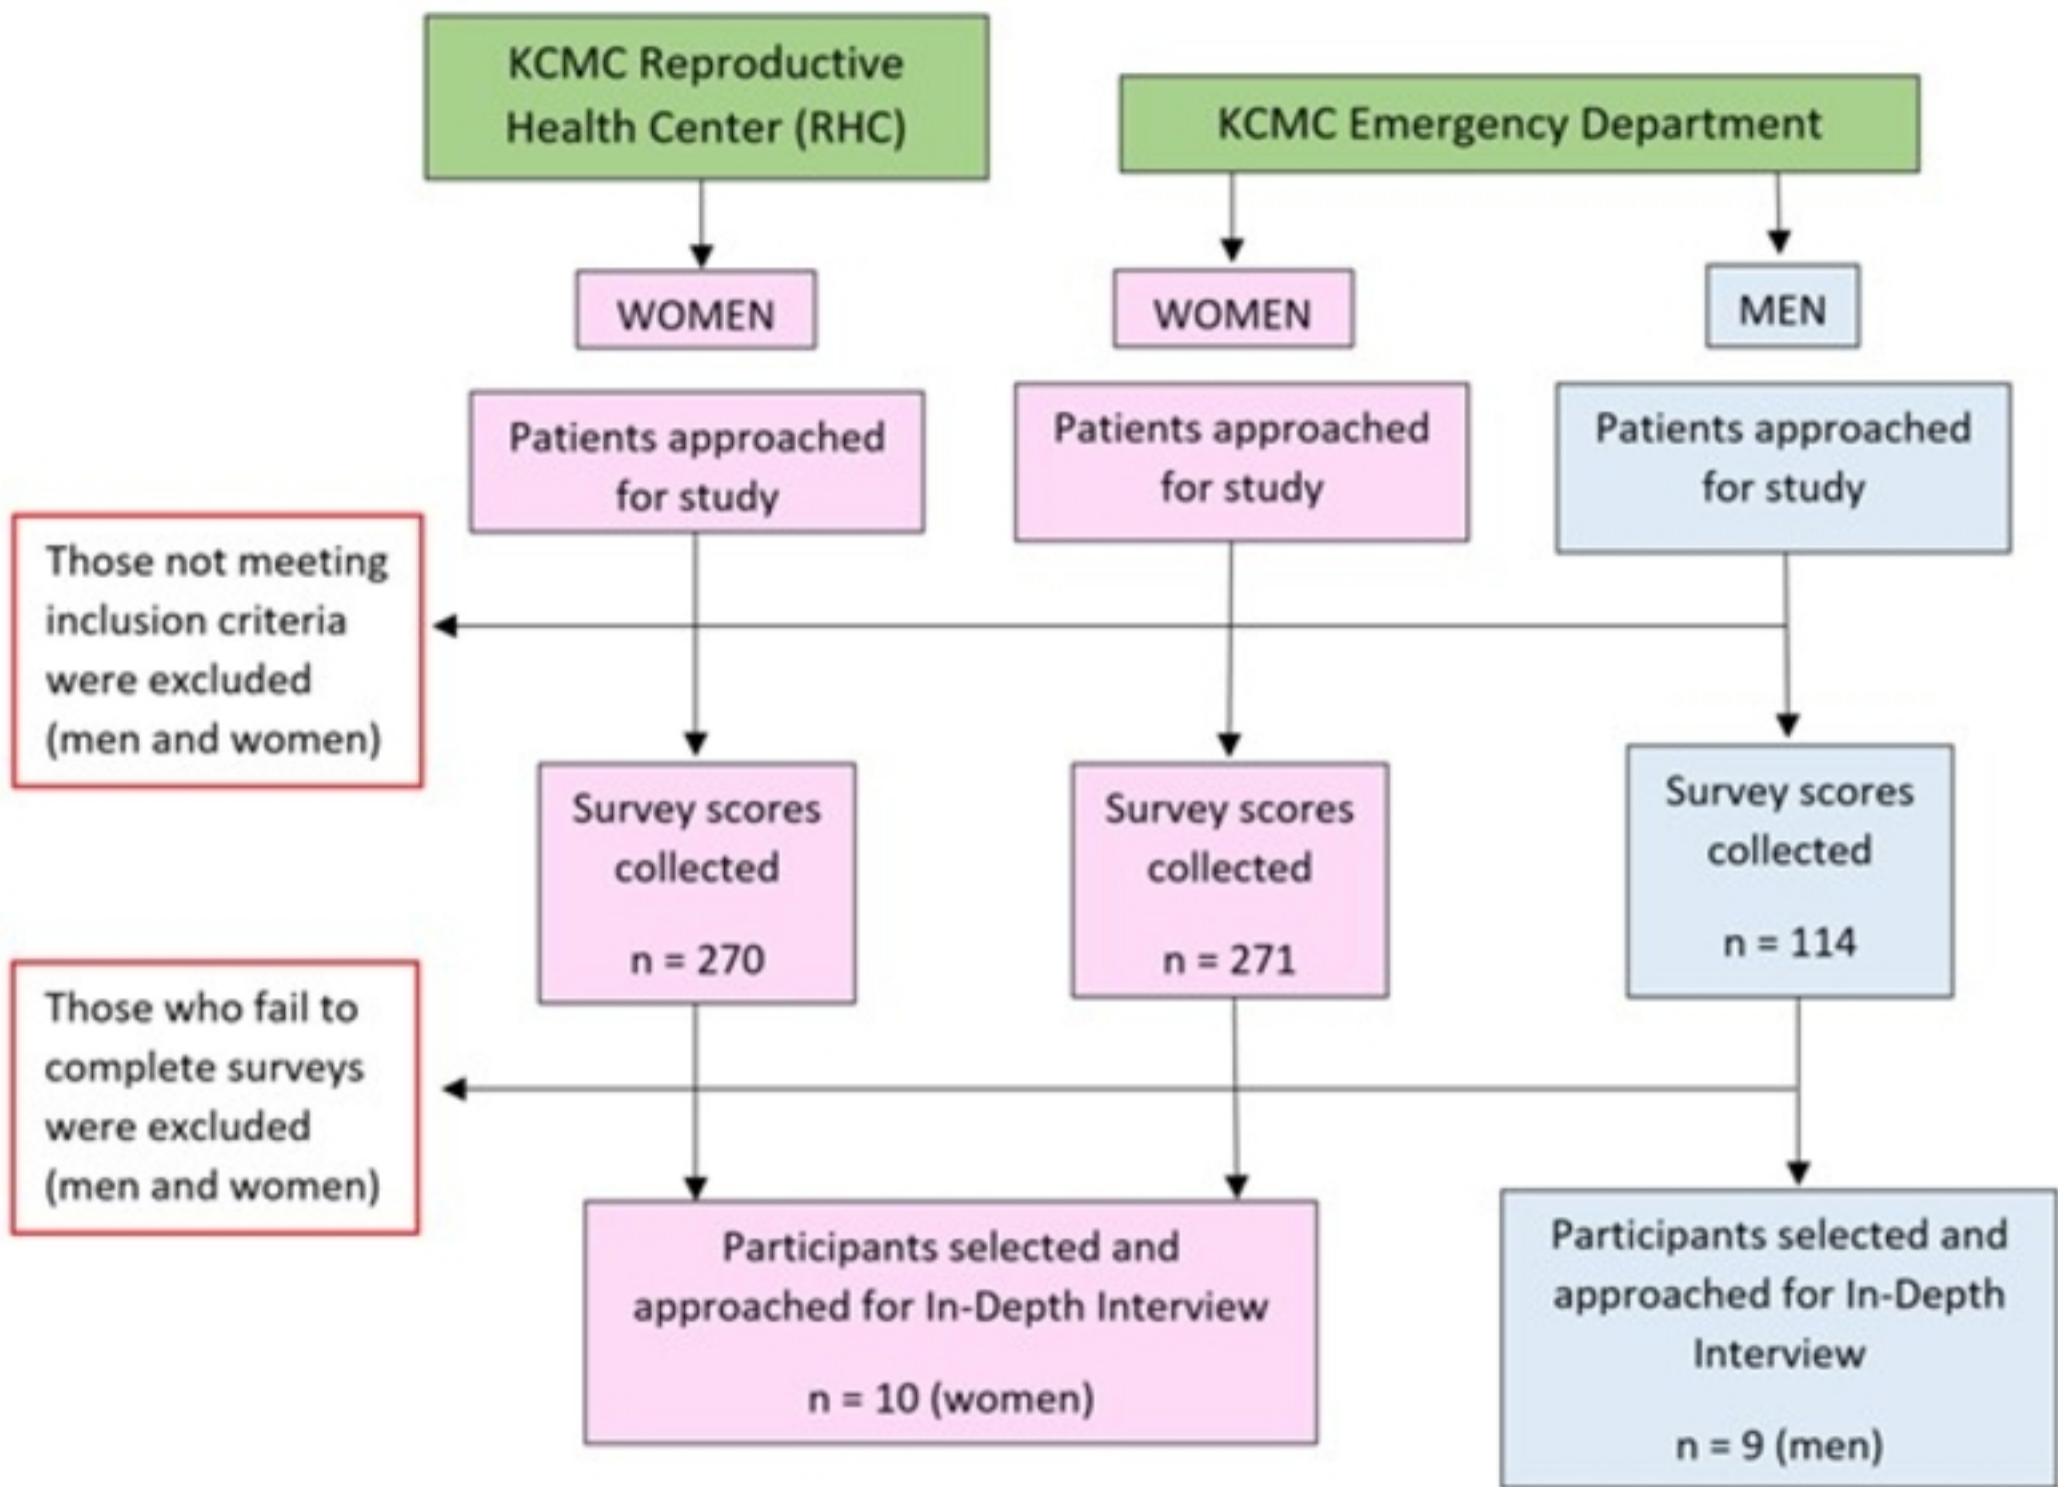 KCMC Reproductive
Health Center (RHC)
KCMC Emergency Department
WOMEN
WOMEN
MEN
Patients approached
for study
Patients approached
for study
Patients approached
for study
Those not meeting
inclusion criteria
were excluded
(men and women)
Survey scores
collected
n = 270
Survey scores
collected
n = 271
Survey scores
collected
n = 114
Those who fail to
complete surveys
were excluded
(men and women)
Participants selected and
approached for In-Depth Interview
n = 10 (women)
Participants selected and
approached for In-Depth
Interview
n = 9 (men)